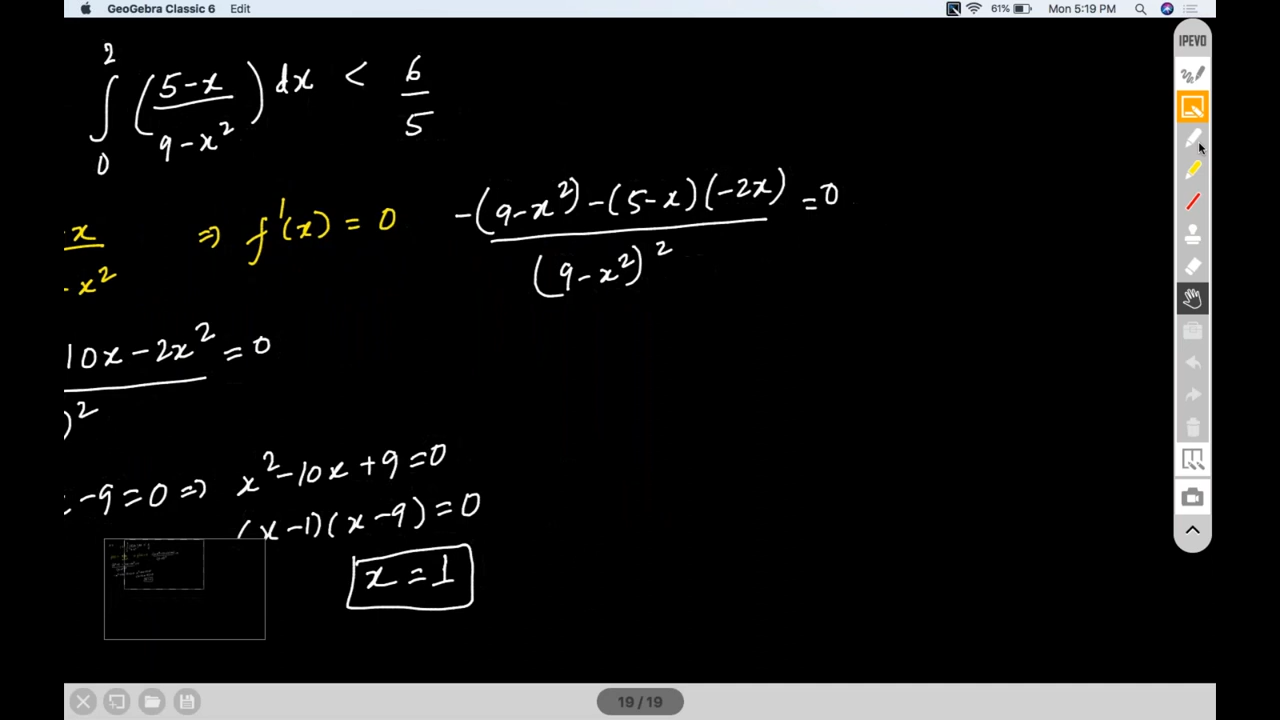 GeoGebra Classic 6 Edit 61% Mon 5:19 PM
IPEVO
∫₀² ((5-x)/(9-x²)) dx < 6/5
x/-x² ⇒ f'(x) = 0 (-(9-x²)-(5-x)(-2x))/(9-x²)² = 0
10x-2x² = 0
)²
-9=0 ⇒ x²-10x+9=0
(x-1)(x-9)=0
x=1
19 / 19